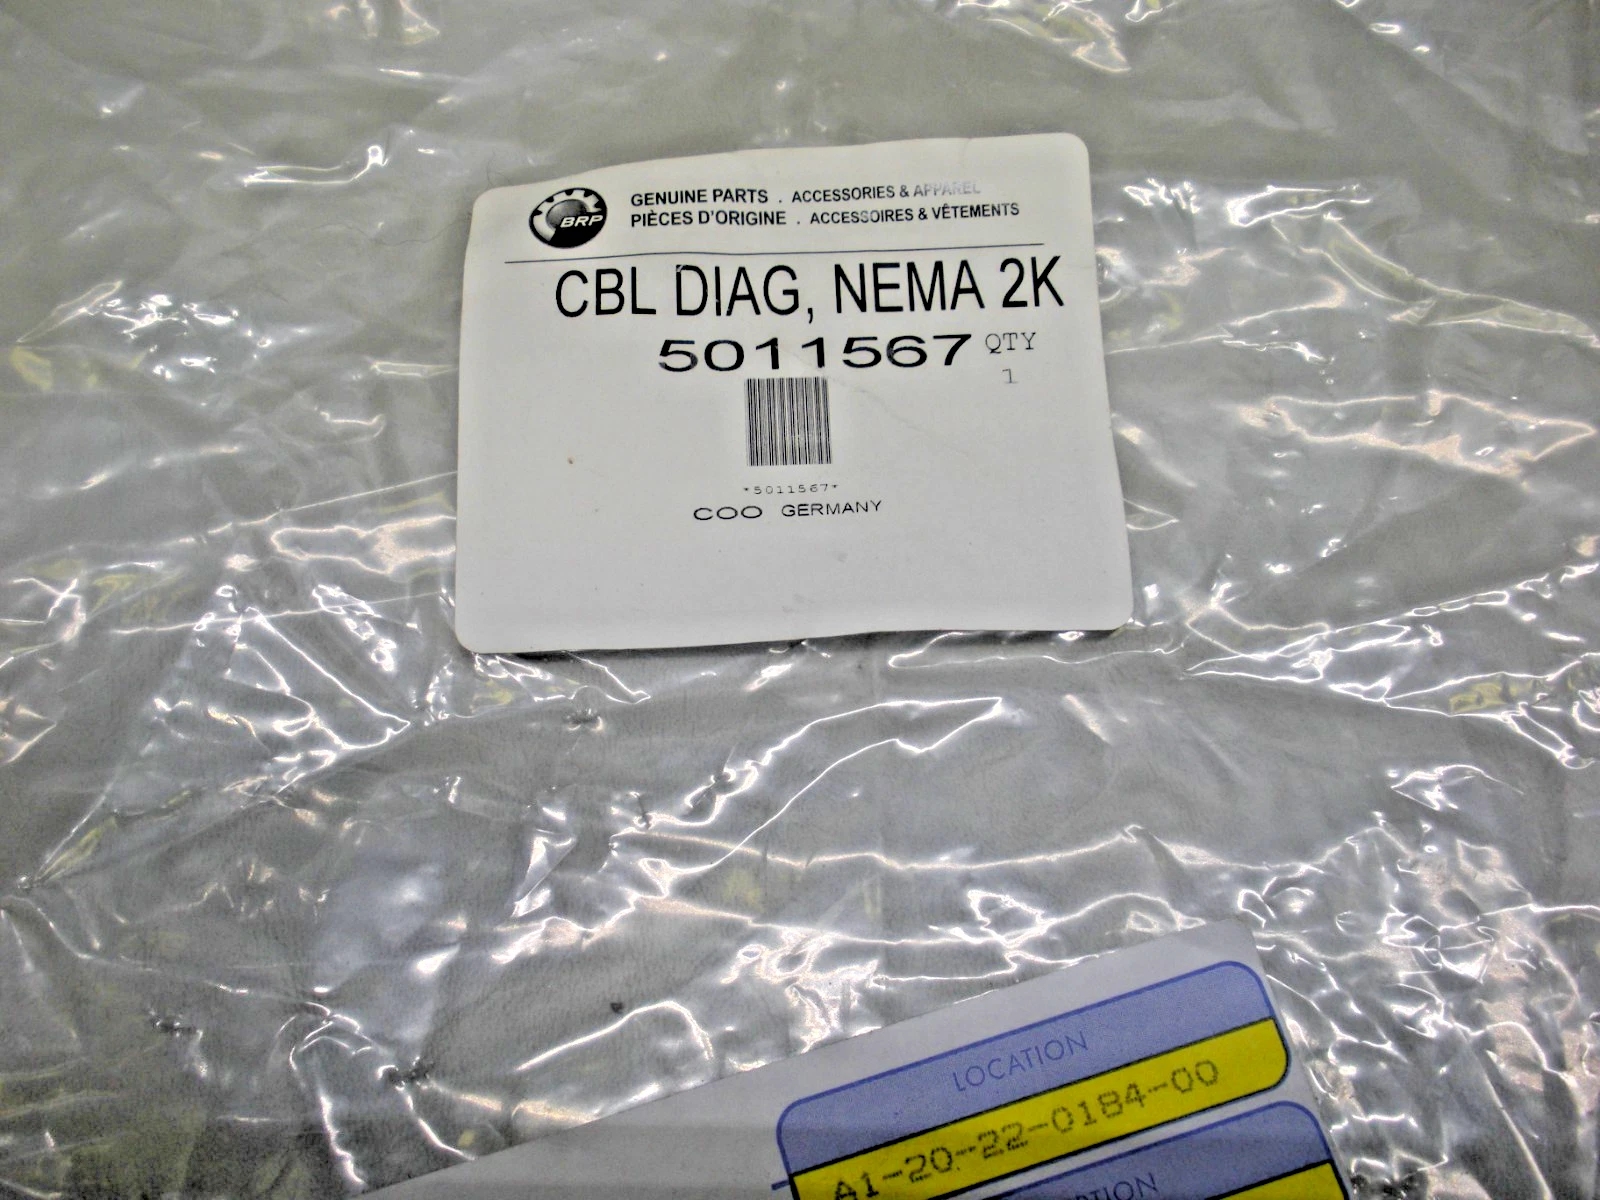 BRP
GENUINE PARTS . ACCESSORIES & APPAREL
PIÈCES D'ORIGINE . ACCESSOIRES & VÊTEMENTS
CBL DIAG, NEMA 2K
5011567 QTY
1
*5011567*
COO GERMANY
LOCATION
A1-20-22-0184-00